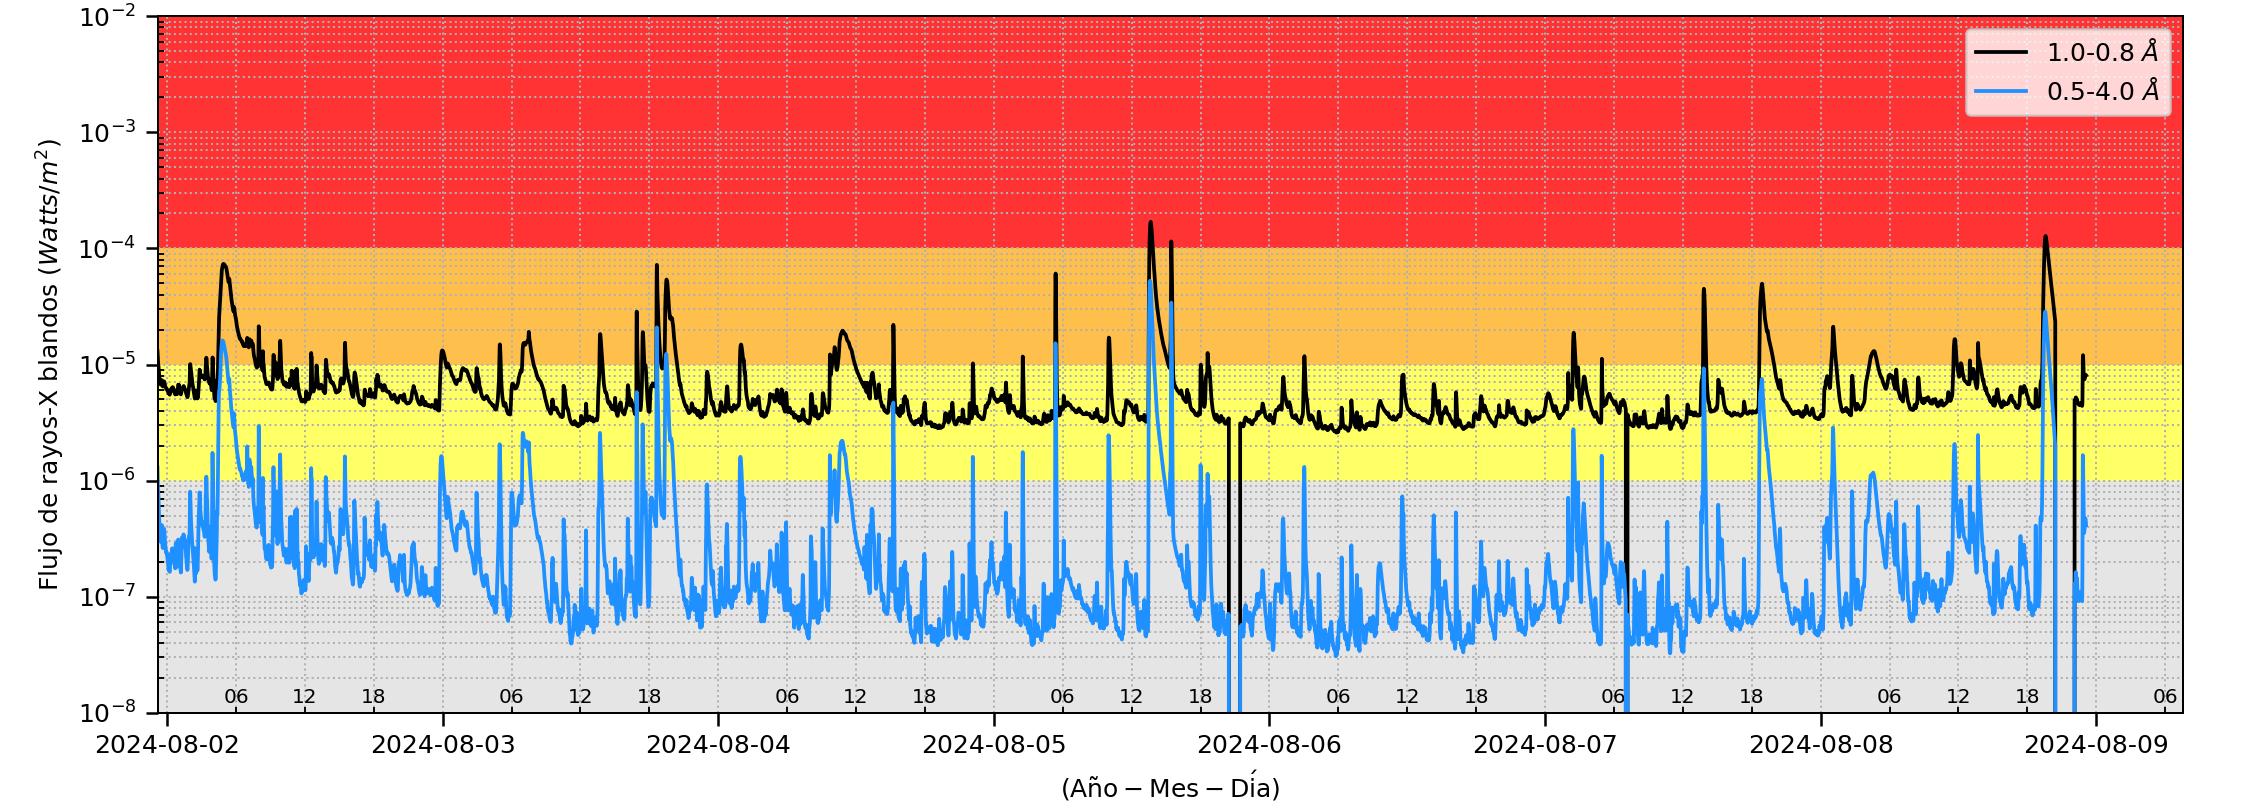 10⁻²
10⁻³
10⁻⁴
10⁻⁵
10⁻⁶
10⁻⁷
10⁻⁸
Flujo de rayos-X blandos (Watts/m²)
1.0-0.8 Å
0.5-4.0 Å
06 12 18 06 12 18 06 12 18 06 12 18 06 12 18 06 12 18 06 12 18 06
2024-08-02 2024-08-03 2024-08-04 2024-08-05 2024-08-06 2024-08-07 2024-08-08 2024-08-09
(Año − Mes − Día)